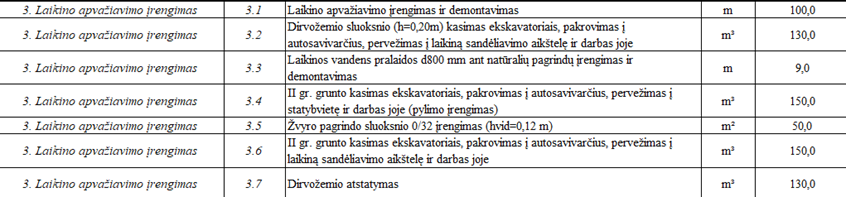 3. Laikino apvažiavimo įrengimas 3.1 Laikino apvažiavimo įrengimas ir demontavimas m 100,0
3. Laikino apvažiavimo įrengimas 3.2 Dirvožemio sluoksnio (h=0,20m) kasimas ekskavatoriais, pakrovimas į
autosavivarčius, pervežimas į laikiną sandėliavimo aikštelę ir darbas joje m³ 130,0
3. Laikino apvažiavimo įrengimas 3.3 Laikinos vandens pralaidos d800 mm ant natūralių pagrindų įrengimas ir
demontavimas m 9,0
3. Laikino apvažiavimo įrengimas 3.4 II gr. grunto kasimas ekskavatoriais, pakrovimas į autosavivarčius, pervežimas į
statybvietę ir darbas joje (pylimo įrengimas) m³ 150,0
3. Laikino apvažiavimo įrengimas 3.5 Žvyro pagrindo sluoksnio 0/32 įrengimas (hvid=0,12 m) m² 50,0
3. Laikino apvažiavimo įrengimas 3.6 II gr. grunto kasimas ekskavatoriais, pakrovimas į autosavivarčius, pervežimas į
laikiną sandėliavimo aikštelę ir darbas joje m³ 150,0
3. Laikino apvažiavimo įrengimas 3.7 Dirvožemio atstatymas m³ 130,0